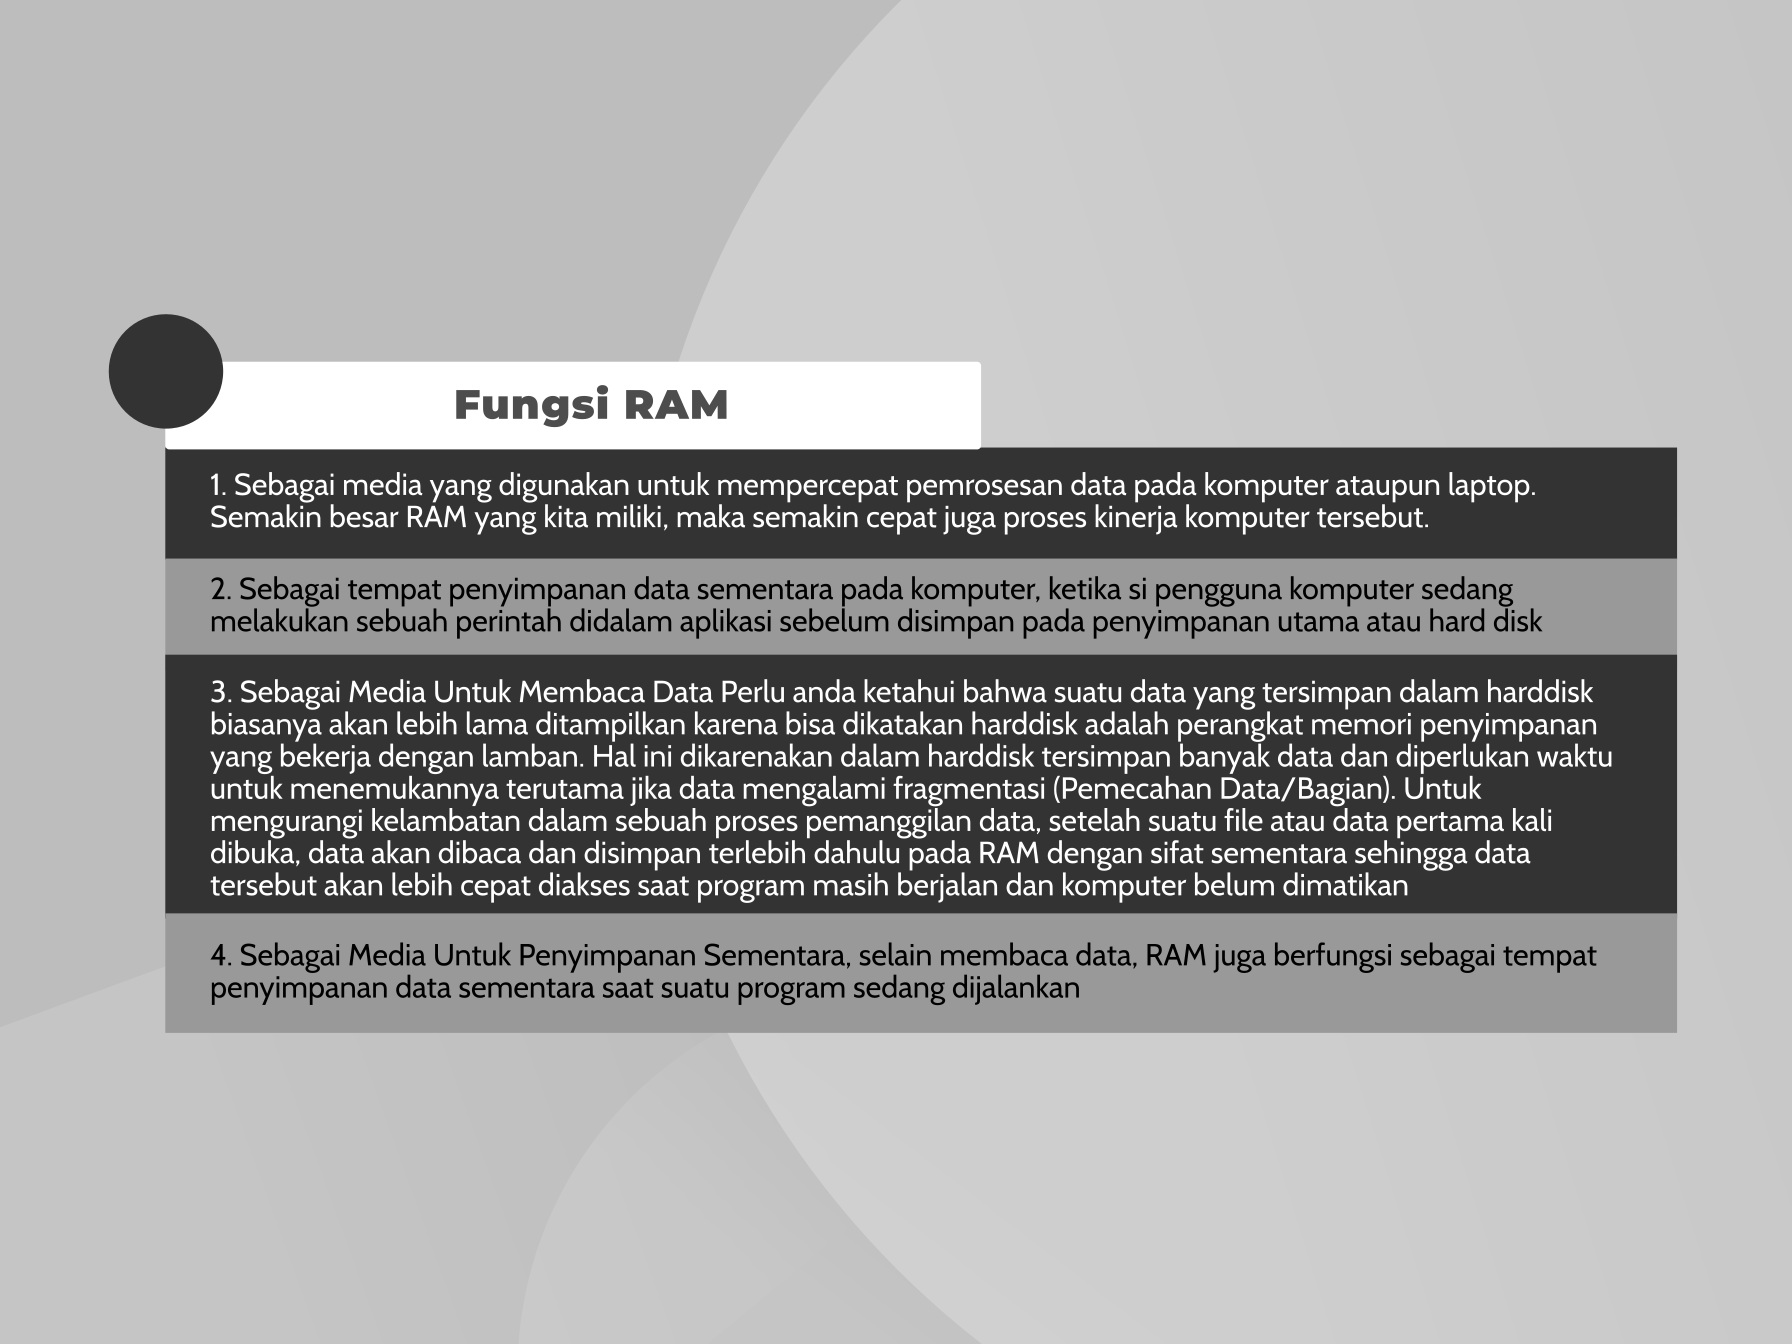 Fungsi RAM
1. Sebagai media yang digunakan untuk mempercepat pemrosesan data pada komputer ataupun laptop.
Semakin besar RAM yang kita miliki, maka semakin cepat juga proses kinerja komputer tersebut.
2. Sebagai tempat penyimpanan data sementara pada komputer, ketika si pengguna komputer sedang
melakukan sebuah perintah didalam aplikasi sebelum disimpan pada penyimpanan utama atau hard disk
3. Sebagai Media Untuk Membaca Data Perlu anda ketahui bahwa suatu data yang tersimpan dalam harddisk
biasanya akan lebih lama ditampilkan karena bisa dikatakan harddisk adalah perangkat memori penyimpanan
yang bekerja dengan lamban. Hal ini dikarenakan dalam harddisk tersimpan banyak data dan diperlukan waktu
untuk menemukannya terutama jika data mengalami fragmentasi (Pemecahan Data/Bagian). Untuk
mengurangi kelambatan dalam sebuah proses pemanggilan data, setelah suatu file atau data pertama kali
dibuka, data akan dibaca dan disimpan terlebih dahulu pada RAM dengan sifat sementara sehingga data
tersebut akan lebih cepat diakses saat program masih berjalan dan komputer belum dimatikan
4. Sebagai Media Untuk Penyimpanan Sementara, selain membaca data, RAM juga berfungsi sebagai tempat
penyimpanan data sementara saat suatu program sedang dijalankan